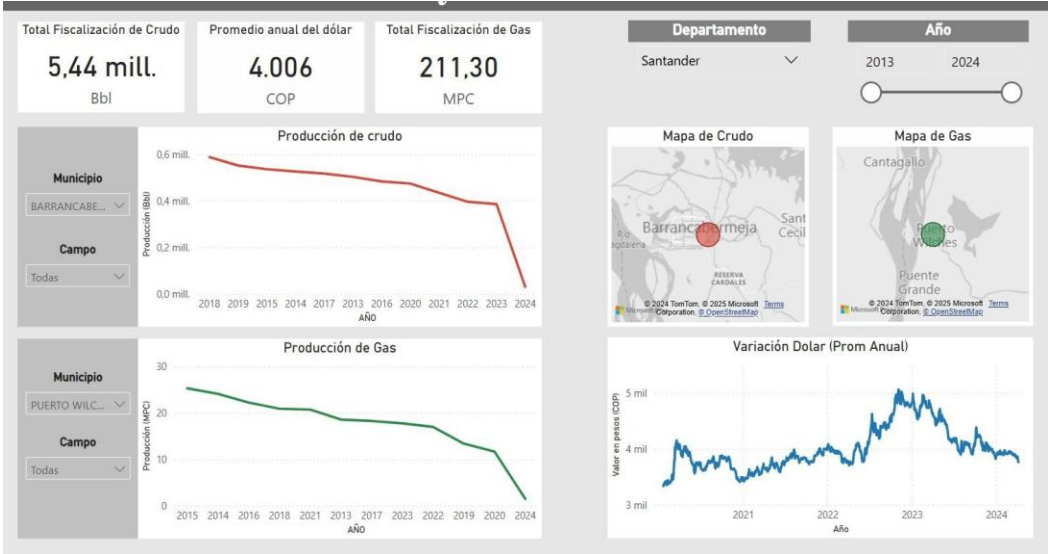 Total Fiscalización de Crudo
5,44 mill.
Bbl
Promedio anual del dólar
4.006
COP
Total Fiscalización de Gas
211,30
MPC
Departamento
Santander
Año
2013 2024
Producción de crudo
Municipio
BARRANCABE...
Campo
Todas
Producción (Bbl)
0,6 mill.
0,4 mill.
0,2 mill.
0,0 mill.
2018 2019 2015 2014 2017 2013 2016 2020 2021 2022 2023 2024
AÑO
Mapa de Crudo
Barrancabermeja
Sant
Cecil
Río
RESERVA
CARDALES
© 2024 TomTom, © 2025 Microsoft Terms
Corporation, © OpenStreetMap
Mapa de Gas
Cantagallo
Puerto
Wilches
Puente
Grande
© 2024 TomTom, © 2025 Microsoft Terms
Microsoft Corporation, © OpenStreetMap
Producción de Gas
Municipio
PUERTO WILC...
Campo
Todas
Producción (MPC)
30
20
10
0
2015 2014 2016 2018 2021 2013 2017 2023 2022 2019 2020 2024
AÑO
Variación Dolar (Prom Anual)
Valor en pesos (COP)
5 mil
4 mil
3 mil
2021 2022 2023 2024
Año